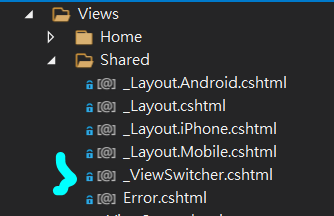 Views
Home
Shared
_Layout.Android.cshtml
_Layout.cshtml
_Layout.iPhone.cshtml
_Layout.Mobile.cshtml
_ViewSwitcher.cshtml
Error.cshtml